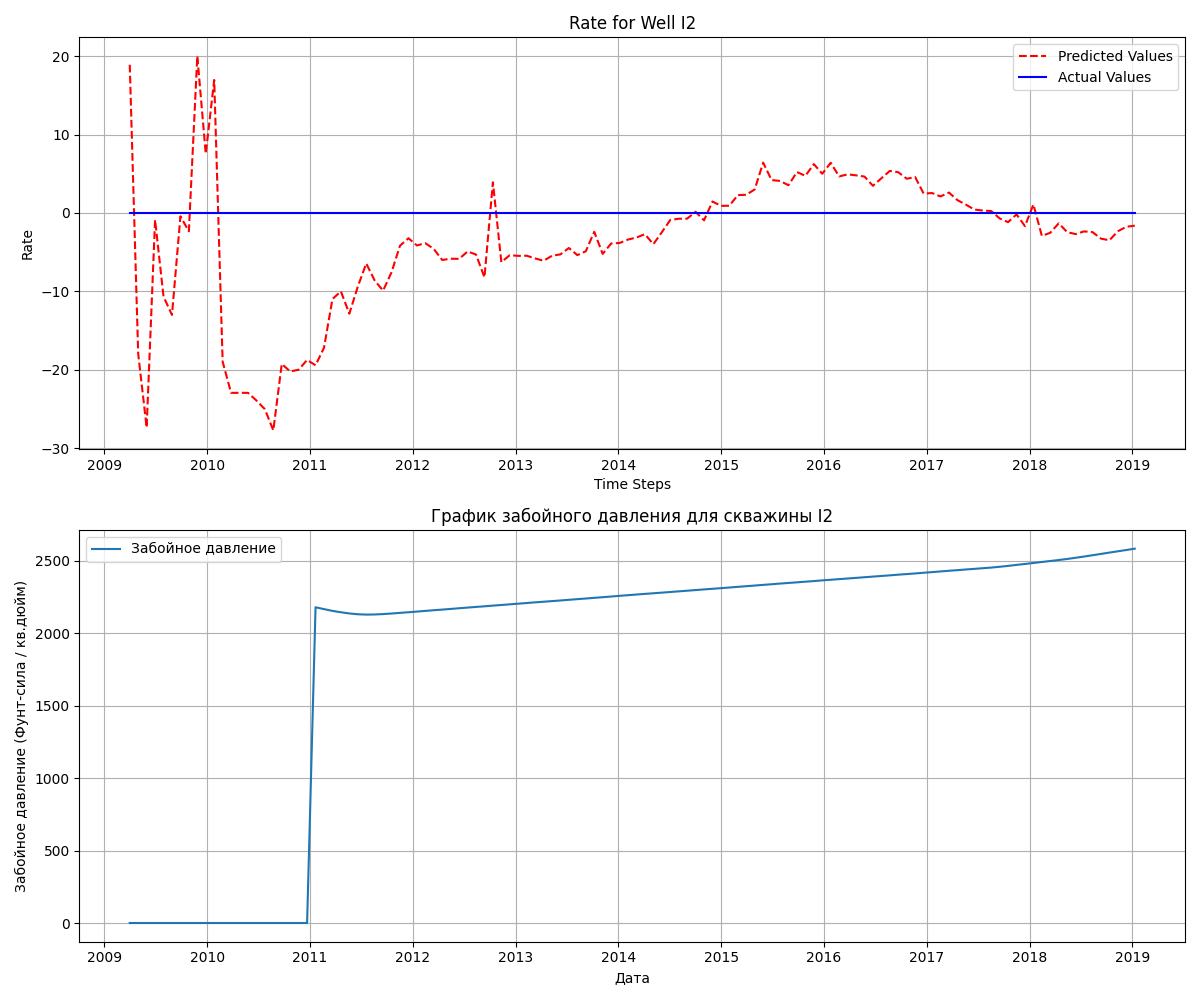 Rate for Well I2
Predicted Values
Actual Values
Rate
20
10
0
−10
−20
−30
2009 2010 2011 2012 2013 2014 2015 2016 2017 2018 2019
Time Steps
График забойного давления для скважины I2
Забойное давление
Забойное давление (Фунт-сила / кв.дюйм)
2500
2000
1500
1000
500
0
2009 2010 2011 2012 2013 2014 2015 2016 2017 2018 2019
Дата